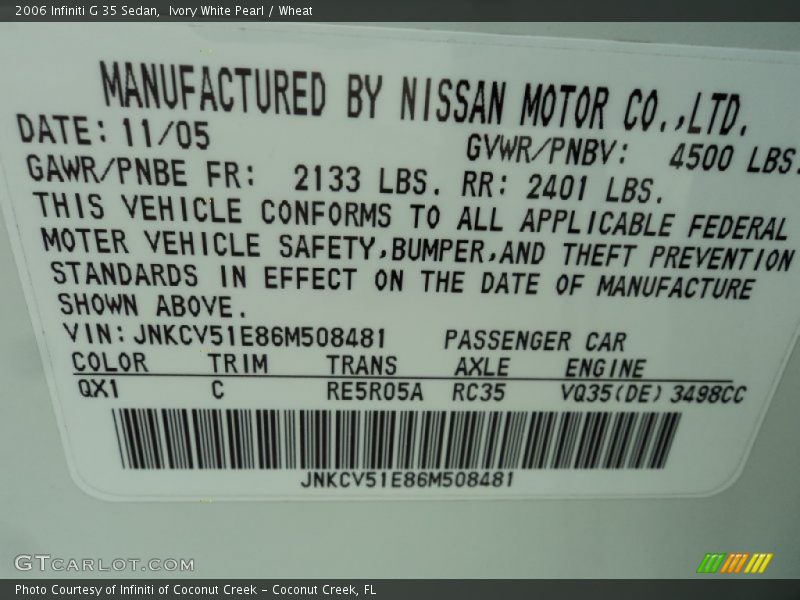 2006 Infiniti G 35 Sedan,  Ivory White Pearl / Wheat
MANUFACTURED BY NISSAN MOTOR CO.,LTD.
DATE: 11/05 GVWR/PNBV: 4500 LBS.
GAWR/PNBE FR: 2133 LBS. RR: 2401 LBS.
THIS VEHICLE CONFORMS TO ALL APPLICABLE FEDERAL
MOTER VEHICLE SAFETY,BUMPER,AND THEFT PREVENTION
STANDARDS IN EFFECT ON THE DATE OF MANUFACTURE
SHOWN ABOVE.
VIN: JNKCV51E86M508481 PASSENGER CAR
COLOR TRIM TRANS AXLE ENGINE
QX1 C RE5R05A RC35 VQ35(DE) 3498CC
JNKCV51E86M508481
GTCARLOT.COM
Photo Courtesy of Infiniti of Coconut Creek - Coconut Creek, FL